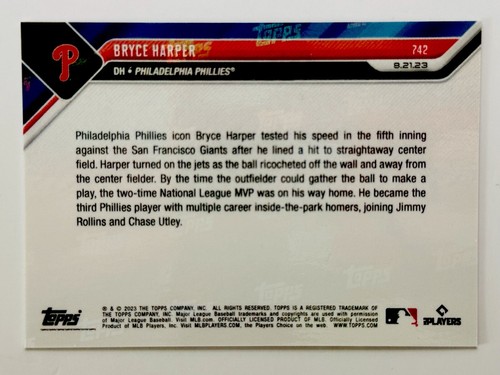 TOPPS
BRYCE HARPER
742
DH • PHILADELPHIA PHILLIES®
8.21.23
Philadelphia Phillies icon Bryce Harper tested his speed in the fifth inning
against the San Francisco Giants after he lined a hit to straightaway center
field. Harper turned on the jets as the ball ricocheted off the wall and away from
the center fielder. By the time the outfielder could gather the ball to make a
play, the two-time National League MVP was on his way home. He became the
third Phillies player with multiple career inside-the-park homers, joining Jimmy
Rollins and Chase Utley.
TOPPS
® & © 2023 THE TOPPS COMPANY, INC. ALL RIGHTS RESERVED. TOPPS IS A REGISTERED TRADEMARK OF
THE TOPPS COMPANY, INC. Major League Baseball trademarks and copyrights are used with permission
of Major League Baseball. Visit MLB.com. OFFICIALLY LICENSED PRODUCT OF MLB PLAYERS, INC. Officially Licensed
Product of MLB Players, Inc. Visit MLBPLAYERS.COM, the Players Choice on the web. WWW.TOPPS.COM
PLAYERS